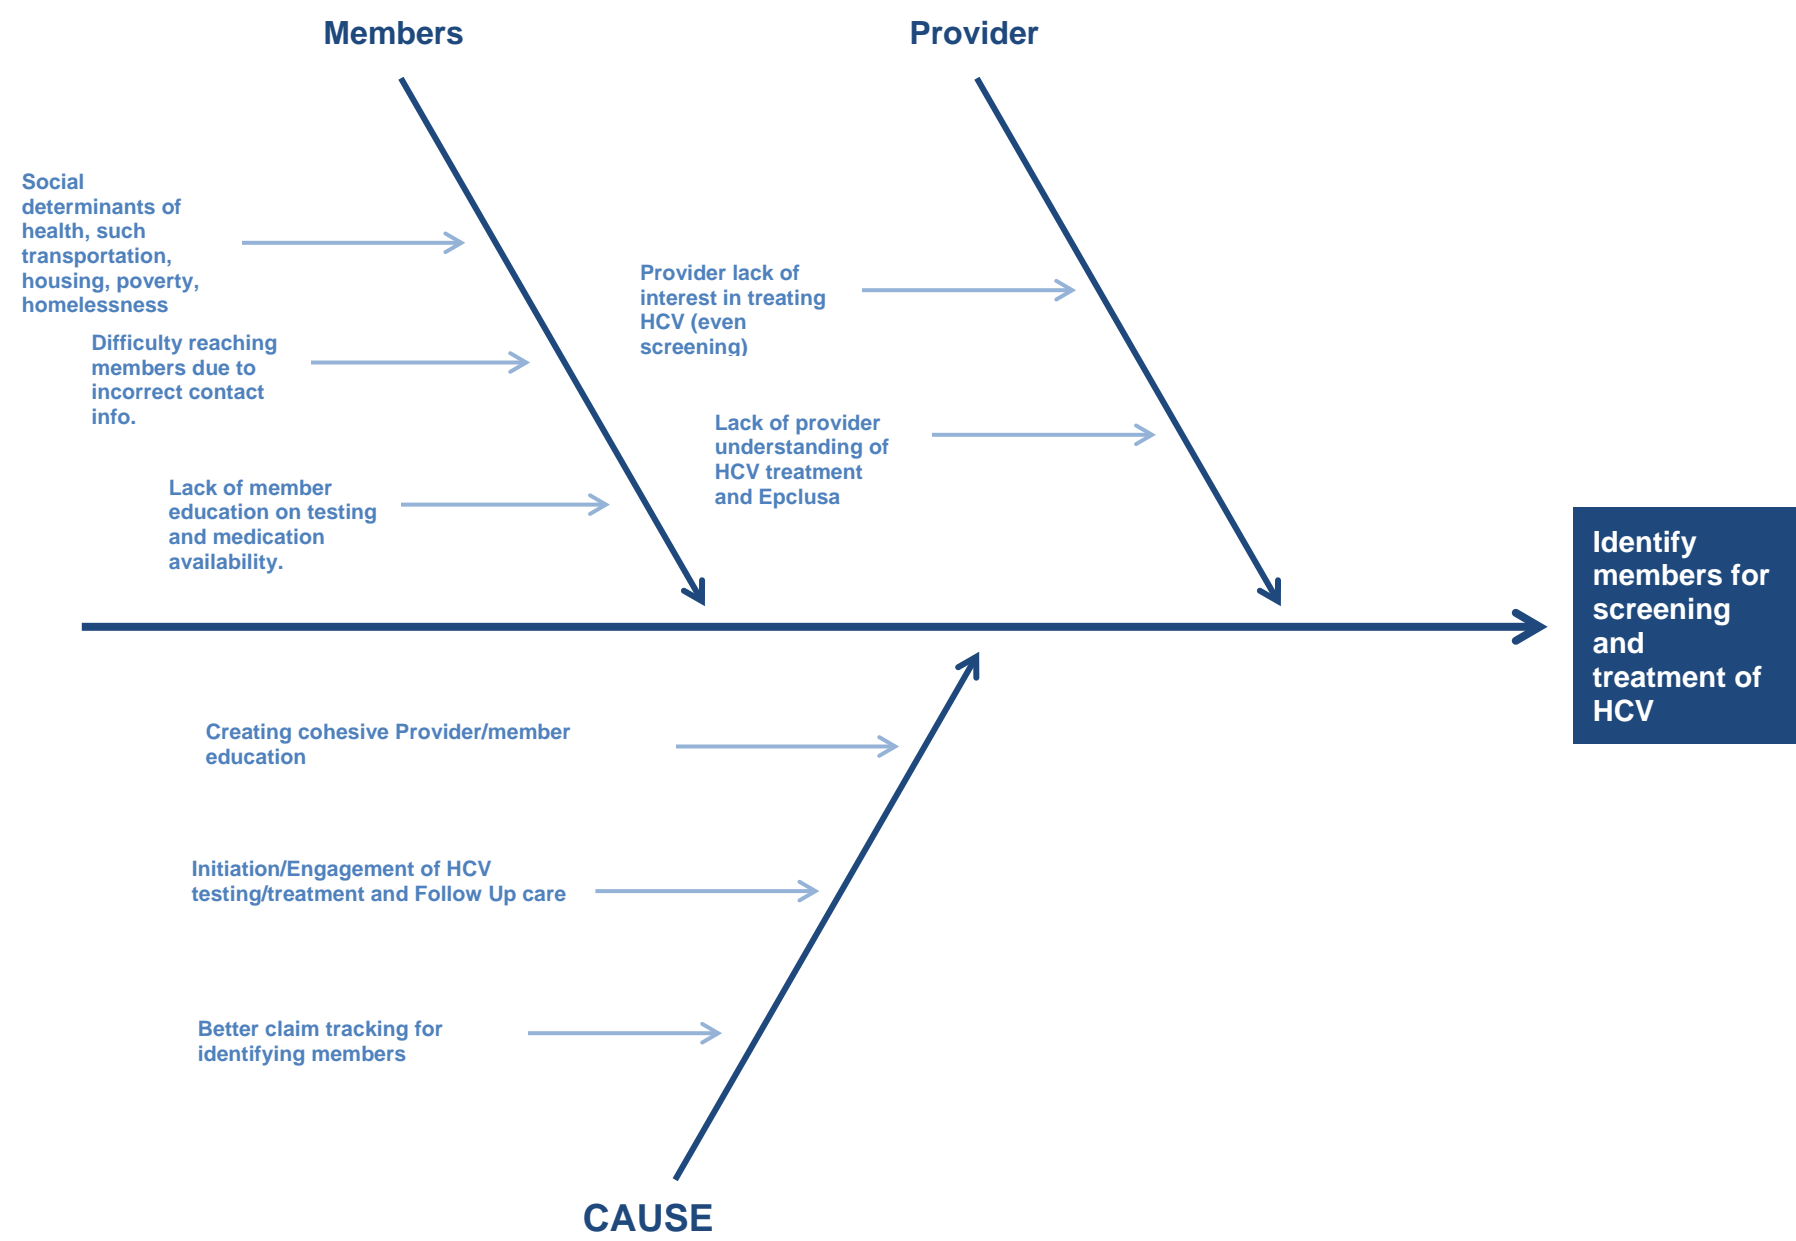 Members
Provider
Social
determinants of
health, such
transportation,
housing, poverty,
homelessness
Difficulty reaching
members due to
incorrect contact
info.
Lack of member
education on testing
and medication
availability.
Provider lack of
interest in treating
HCV (even
screening)
Lack of provider
understanding of
HCV treatment
and Epclusa
Identify
members for
screening
and
treatment of
HCV
Creating cohesive Provider/member
education
Initiation/Engagement of HCV
testing/treatment and Follow Up care
Better claim tracking for
identifying members
CAUSE